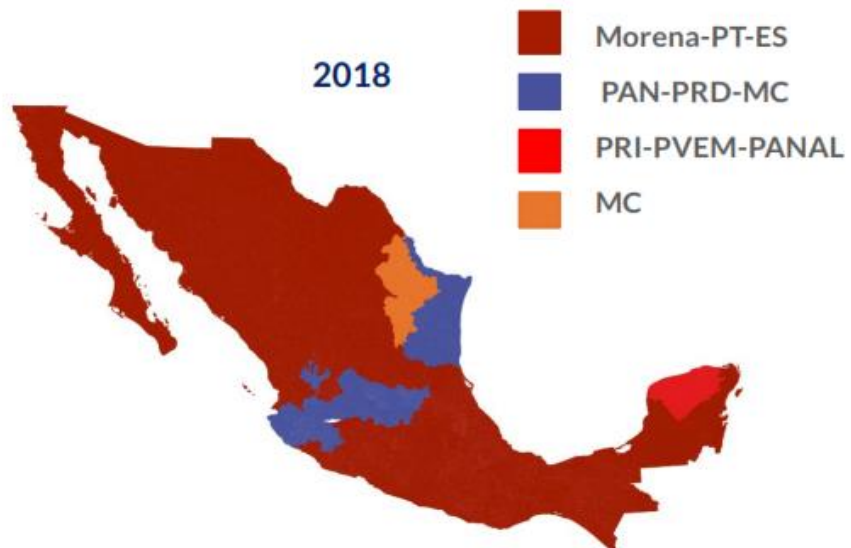 2018
Morena-PT-ES
PAN-PRD-MC
PRI-PVEM-PANAL
MC